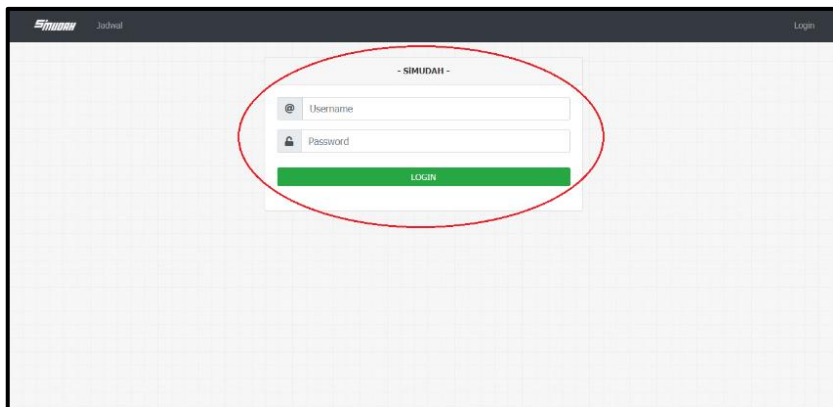 SiMUDAH Jadwal Login
- SIMUDAH -
@ Username
Password
LOGIN